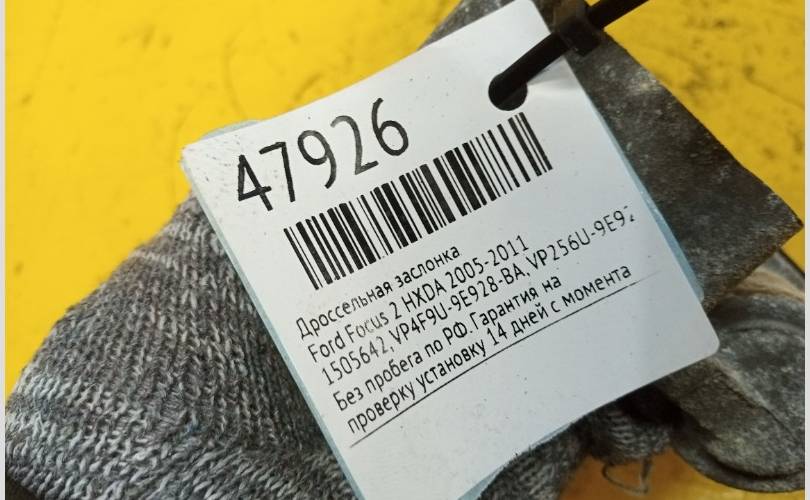 47926
Дроссельная заслонка
Ford Focus 2 HXDA 2005-2011
1505642, VP4F9U-9E928-BA, VP256U-9E92
Без пробега по РФ. Гарантия на
проверку установку 14 дней с момента